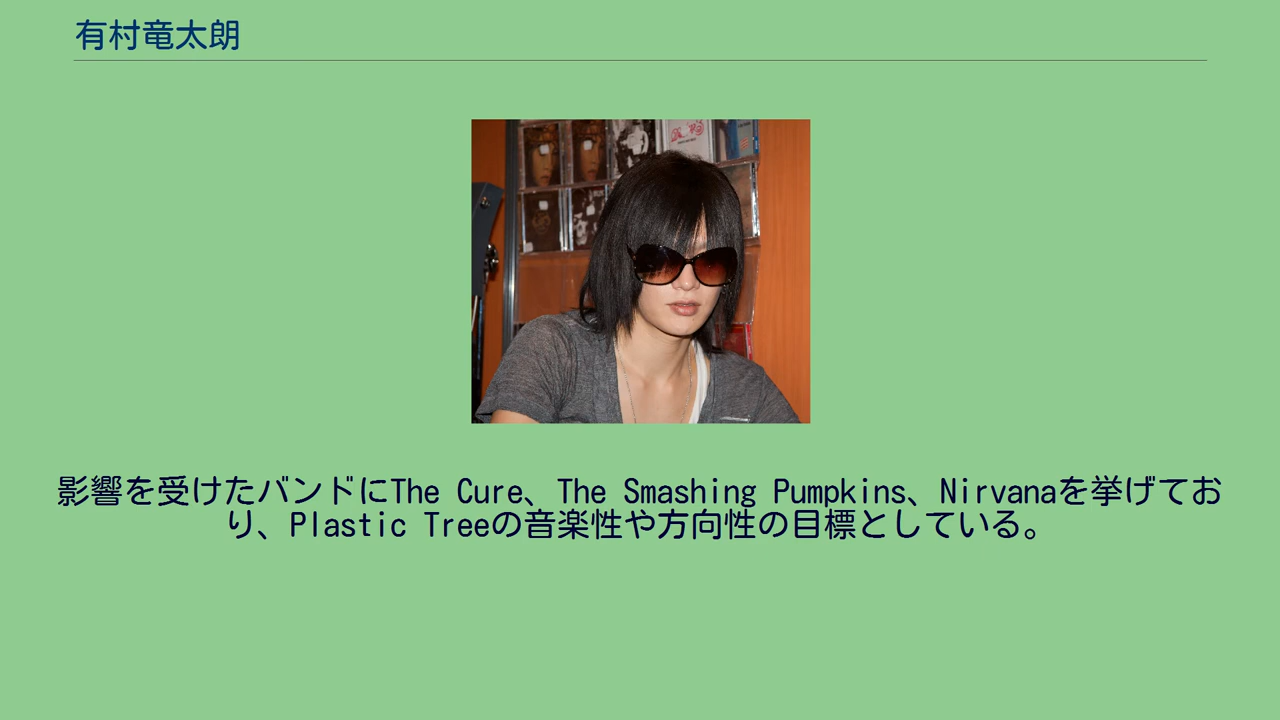 有村竜太朗
影響を受けたバンドにThe Cure、The Smashing Pumpkins、Nirvanaを挙げてお
り、Plastic Treeの音楽性や方向性の目標としている。